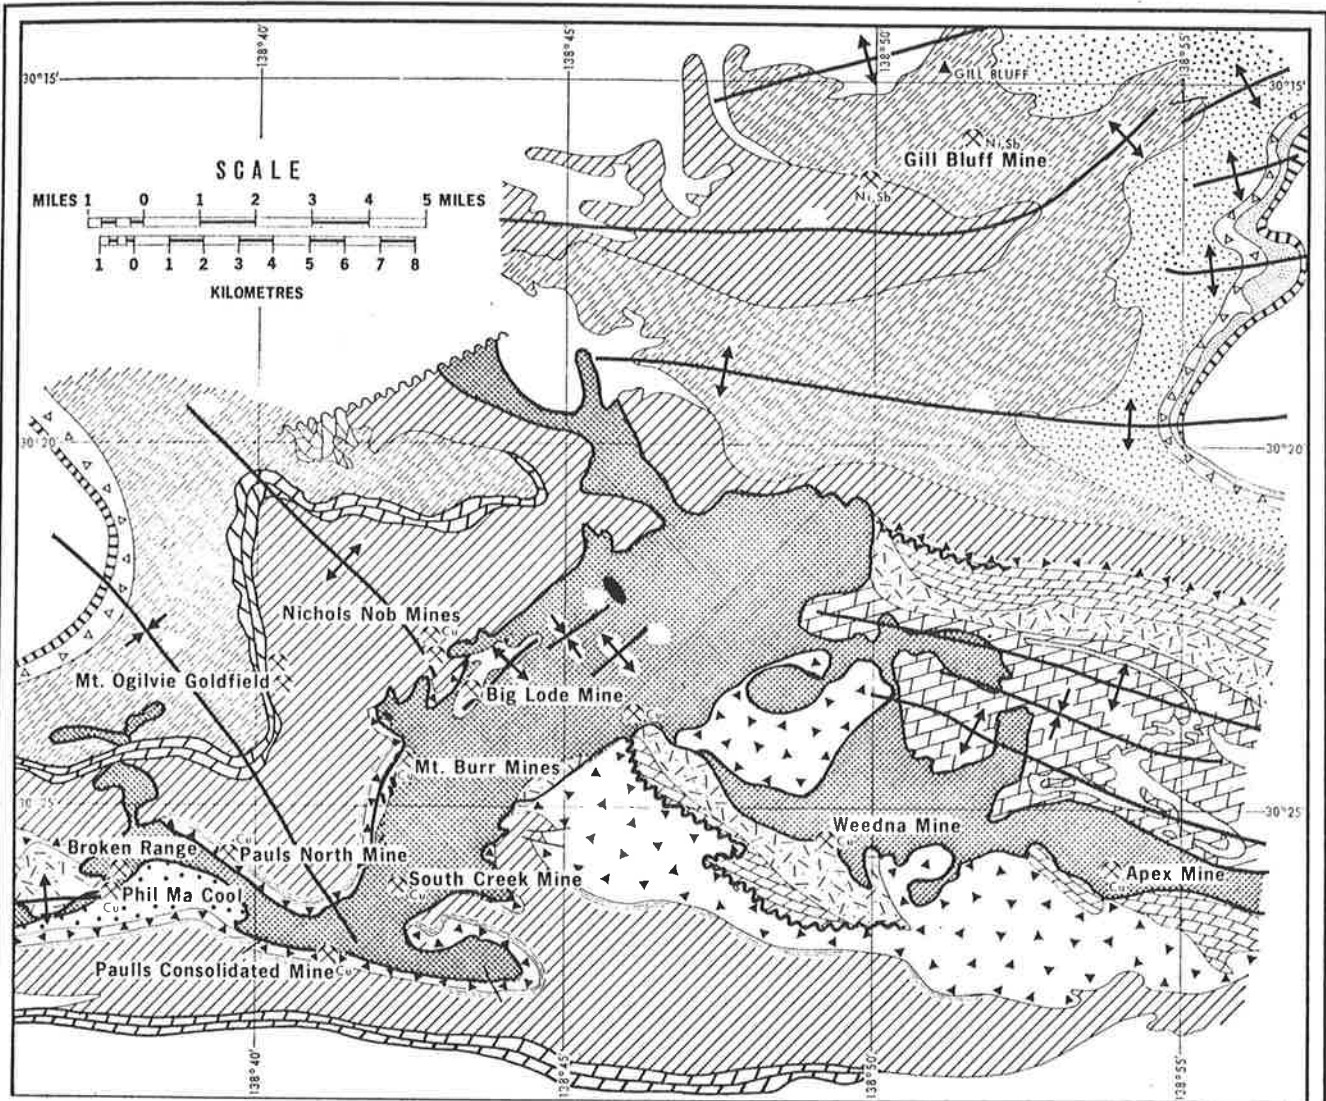 138°40'
138°45'
138°50'
138°55'
30°15'
GILL BLUFF
30°15'
Ni,Sb
Gill Bluff Mine
SCALE
MILES 1 0 1 2 3 4 5 MILES
1 0 1 2 3 4 5 6 7 8
KILOMETRES
Ni,Sb
30°20'
30°20'
Nichols Nob Mines
Cu
Mt. Ogilvie Goldfield
Big Lode Mine
Cu
Mt. Burr Mines
Cu
30°25'
30°25'
Weedna Mine
Cu
Broken Range
Cu
Pauls North Mine
Apex Mine
Cu
South Creek Mine
Cu
Phil Ma Cool
Cu
Paulls Consolidated Mine
Cu
138°40'
138°45'
138°50'
138°55'